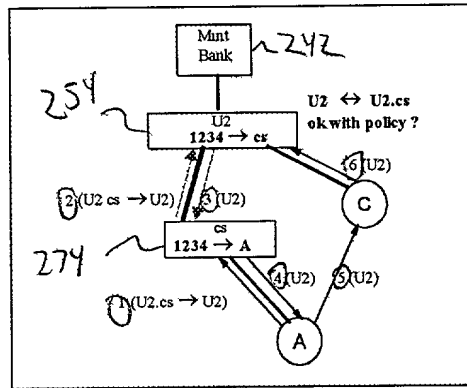 Mint
Bank
242
254
U2
1234 → cs
U2 ↔ U2.cs
ok with policy ?
2 (U2 cs → U2)
3 (U2)
6 (U2)
C
274
cs
1234 → A
1 (U2.cs → U2)
4 (U2)
5 (U2)
A